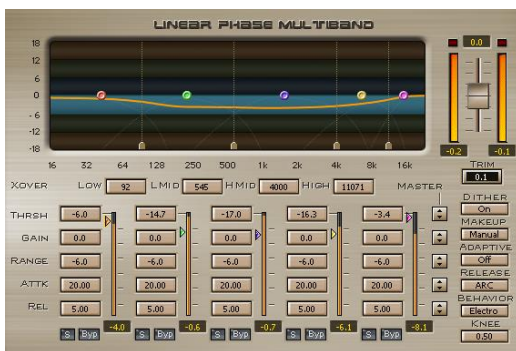 LINEAR PHASE MULTIBAND
18
12
6
0
-6
-12
-18
0.0
-0.2 -0.1
16 32 64 128 250 500 1k 2k 4k 8k 16k
TRIM
0.1
XOVER LOW 92 LMID 545 HMID 4000 HIGH 11071 MASTER
DITHER
On
THRSH -6.0 -14.7 -17.0 -16.3 -3.4
MAKEUP
Manual
GAIN 0.0 0.0 0.0 0.0 0.0
ADAPTIVE
Off
RANGE -6.0 -6.0 -6.0 -6.0 -6.0
RELEASE
ARC
ATTK 20.00 20.00 20.00 20.00 20.00
BEHAVIOR
Electro
REL 5.00 5.00 5.00 5.00 5.00
KNEE
0.50
S Byp -4.0 S Byp -0.6 S Byp -0.7 S Byp -6.1 S Byp -8.1